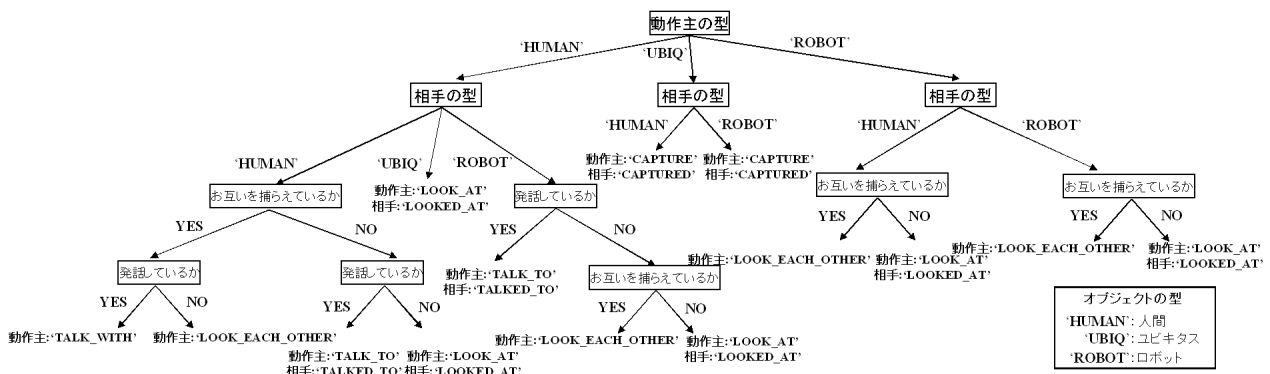 動作主の型
‘HUMAN’
‘UBIQ’
‘ROBOT’
相手の型
相手の型
相手の型
‘HUMAN’
‘UBIQ’
‘ROBOT’
‘HUMAN’
‘ROBOT’
‘HUMAN’
‘ROBOT’
動作主:‘CAPTURE’
相手:‘CAPTURED’
動作主:‘CAPTURE’
相手:‘CAPTURED’
お互いを捕らえているか
動作主:‘LOOK_AT’
相手:‘LOOKED_AT’
発話しているか
お互いを捕らえているか
お互いを捕らえているか
YES
NO
YES
NO
YES
NO
YES
NO
発話しているか
発話しているか
動作主:‘TALK_TO’
相手:‘TALKED_TO’
お互いを捕らえているか
動作主:‘LOOK_EACH_OTHER’
動作主:‘LOOK_AT’
相手:‘LOOKED_AT’
動作主:‘LOOK_EACH_OTHER’
動作主:‘LOOK_AT’
相手:‘LOOKED_AT’
YES
NO
YES
NO
YES
NO
動作主:‘TALK_WITH’
動作主:‘LOOK_EACH_OTHER’
動作主:‘TALK_TO’
相手:‘TALKED_TO’
動作主:‘LOOK_AT’
相手:‘LOOKED_AT’
動作主:‘LOOK_EACH_OTHER’
動作主:‘LOOK_AT’
相手:‘LOOKED_AT’
オブジェクトの型
‘HUMAN’: 人間
‘UBIQ’: ユビキタス
‘ROBOT’: ロボット